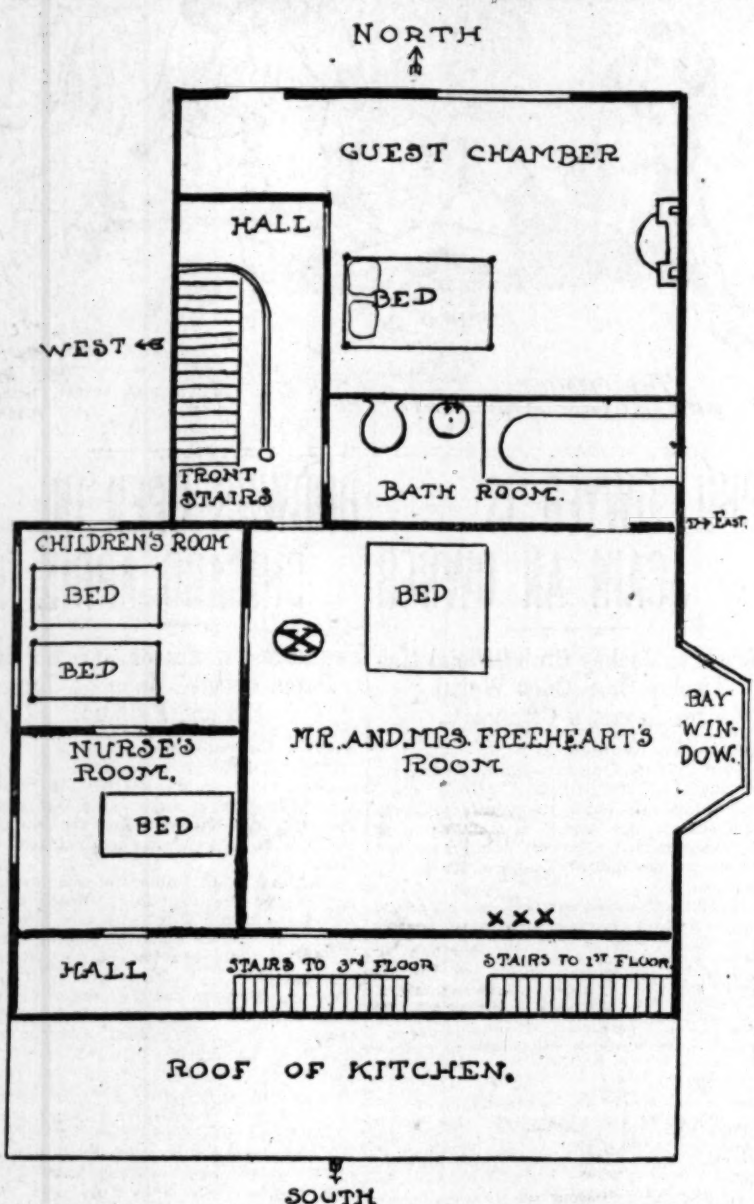 NORTH
GUEST CHAMBER
HALL
BED
WEST
FRONT
STAIRS
BATH ROOM.
EAST.
CHILDREN'S ROOM
BED
BED
BED
X
BAY
WIN-
DOW.
MR. AND MRS. FREEHEART'S
ROOM
NURSE'S
ROOM.
BED
XXX
HALL.
STAIRS TO 3rd FLOOR
STAIRS TO 1ST FLOOR.
ROOF OF KITCHEN.
SOUTH